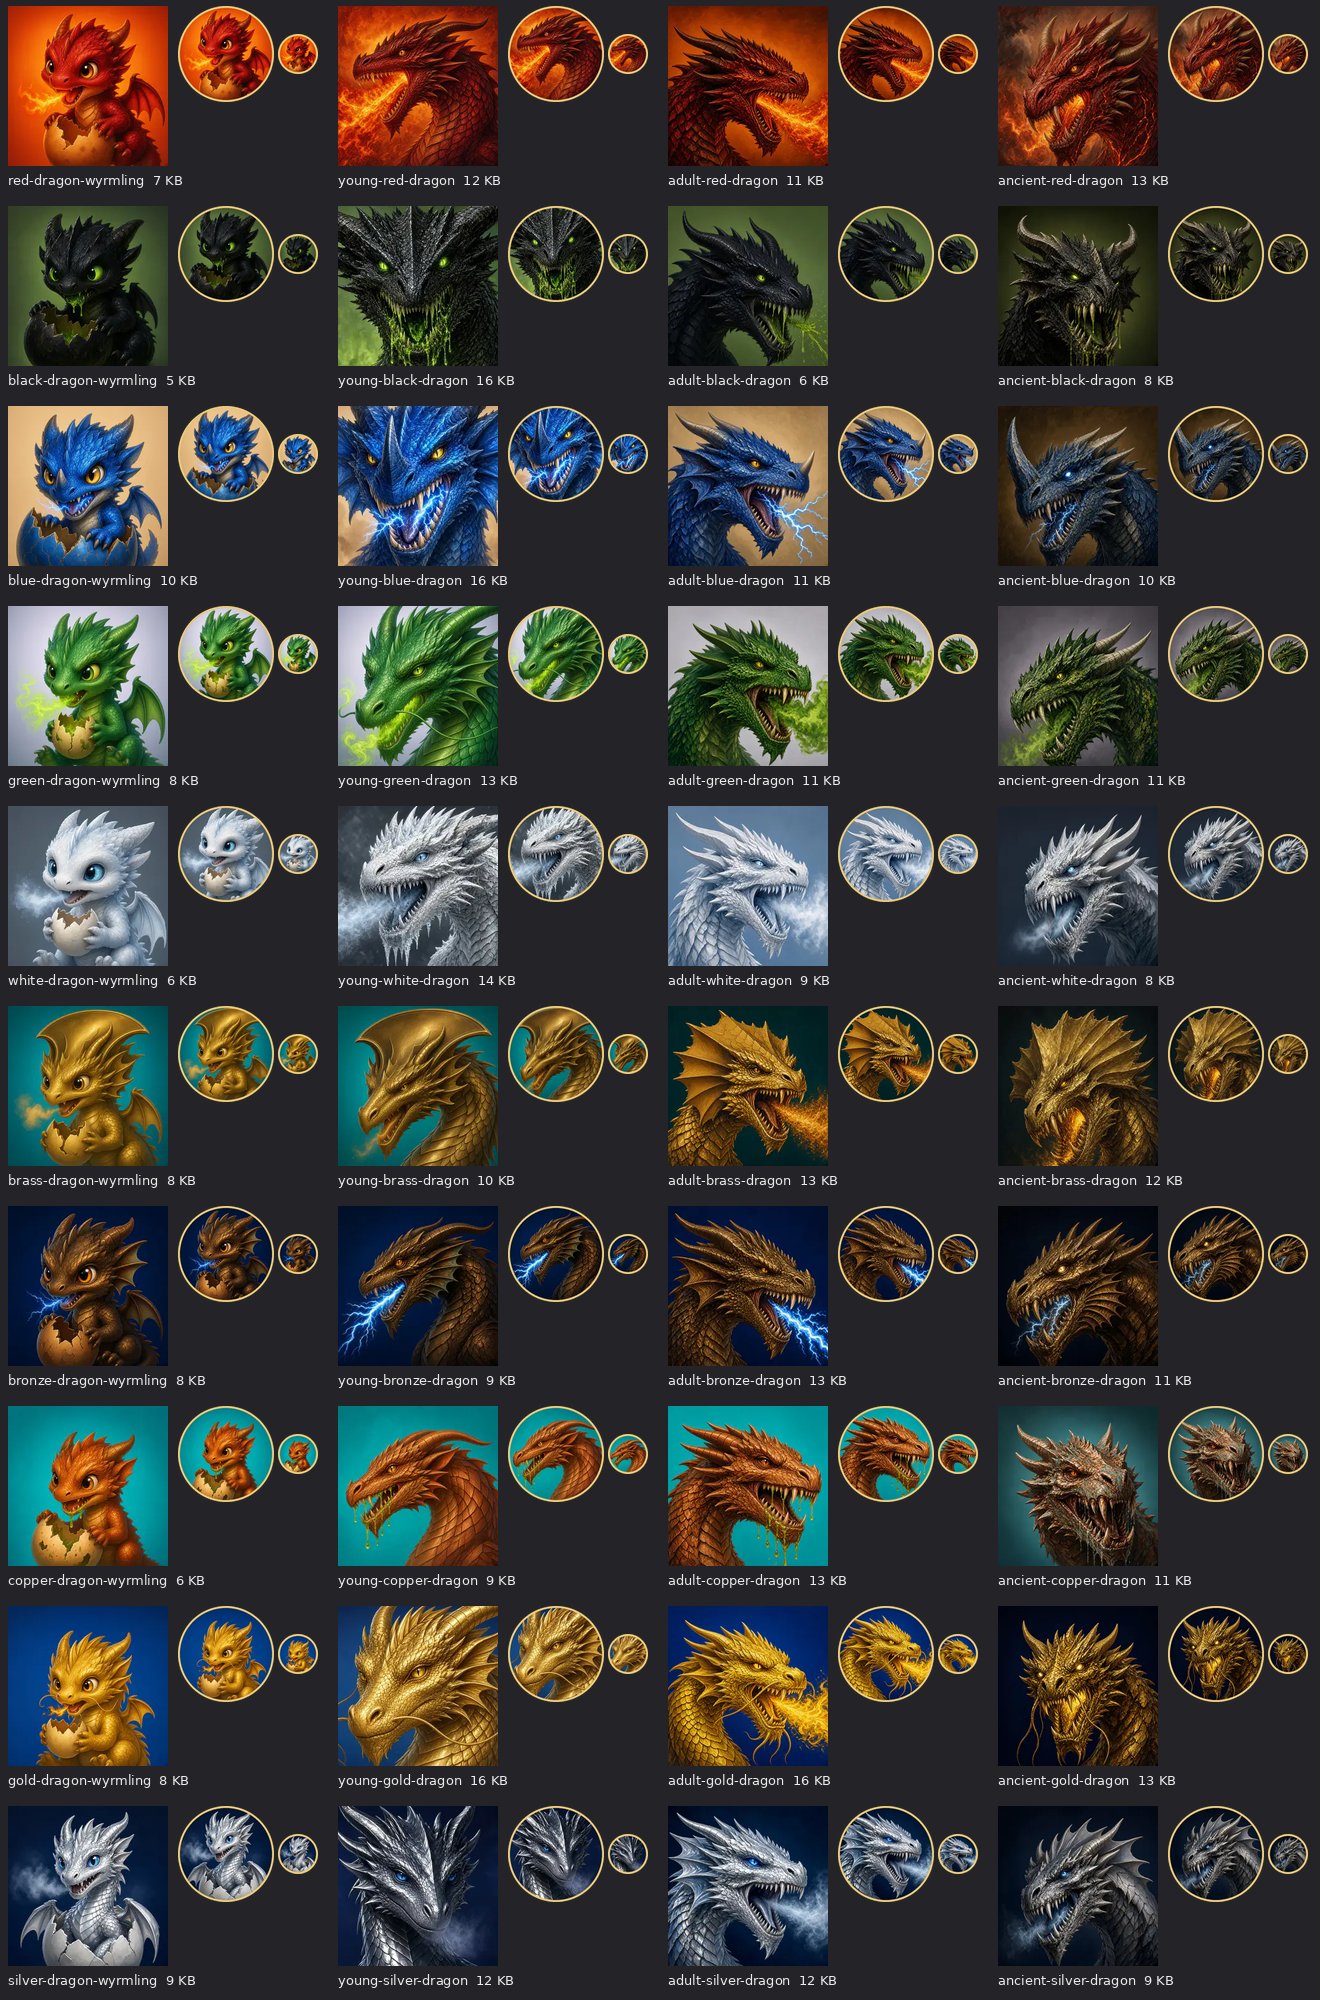 red-dragon-wyrmling 7 KB
young-red-dragon 12 KB
adult-red-dragon 11 KB
ancient-red-dragon 13 KB
black-dragon-wyrmling 5 KB
young-black-dragon 16 KB
adult-black-dragon 6 KB
ancient-black-dragon 8 KB
blue-dragon-wyrmling 10 KB
young-blue-dragon 16 KB
adult-blue-dragon 11 KB
ancient-blue-dragon 10 KB
green-dragon-wyrmling 8 KB
young-green-dragon 13 KB
adult-green-dragon 11 KB
ancient-green-dragon 11 KB
white-dragon-wyrmling 6 KB
young-white-dragon 14 KB
adult-white-dragon 9 KB
ancient-white-dragon 8 KB
brass-dragon-wyrmling 8 KB
young-brass-dragon 10 KB
adult-brass-dragon 13 KB
ancient-brass-dragon 12 KB
bronze-dragon-wyrmling 8 KB
young-bronze-dragon 9 KB
adult-bronze-dragon 13 KB
ancient-bronze-dragon 11 KB
copper-dragon-wyrmling 6 KB
young-copper-dragon 9 KB
adult-copper-dragon 13 KB
ancient-copper-dragon 11 KB
gold-dragon-wyrmling 8 KB
young-gold-dragon 16 KB
adult-gold-dragon 16 KB
ancient-gold-dragon 13 KB
silver-dragon-wyrmling 9 KB
young-silver-dragon 12 KB
adult-silver-dragon 12 KB
ancient-silver-dragon 9 KB